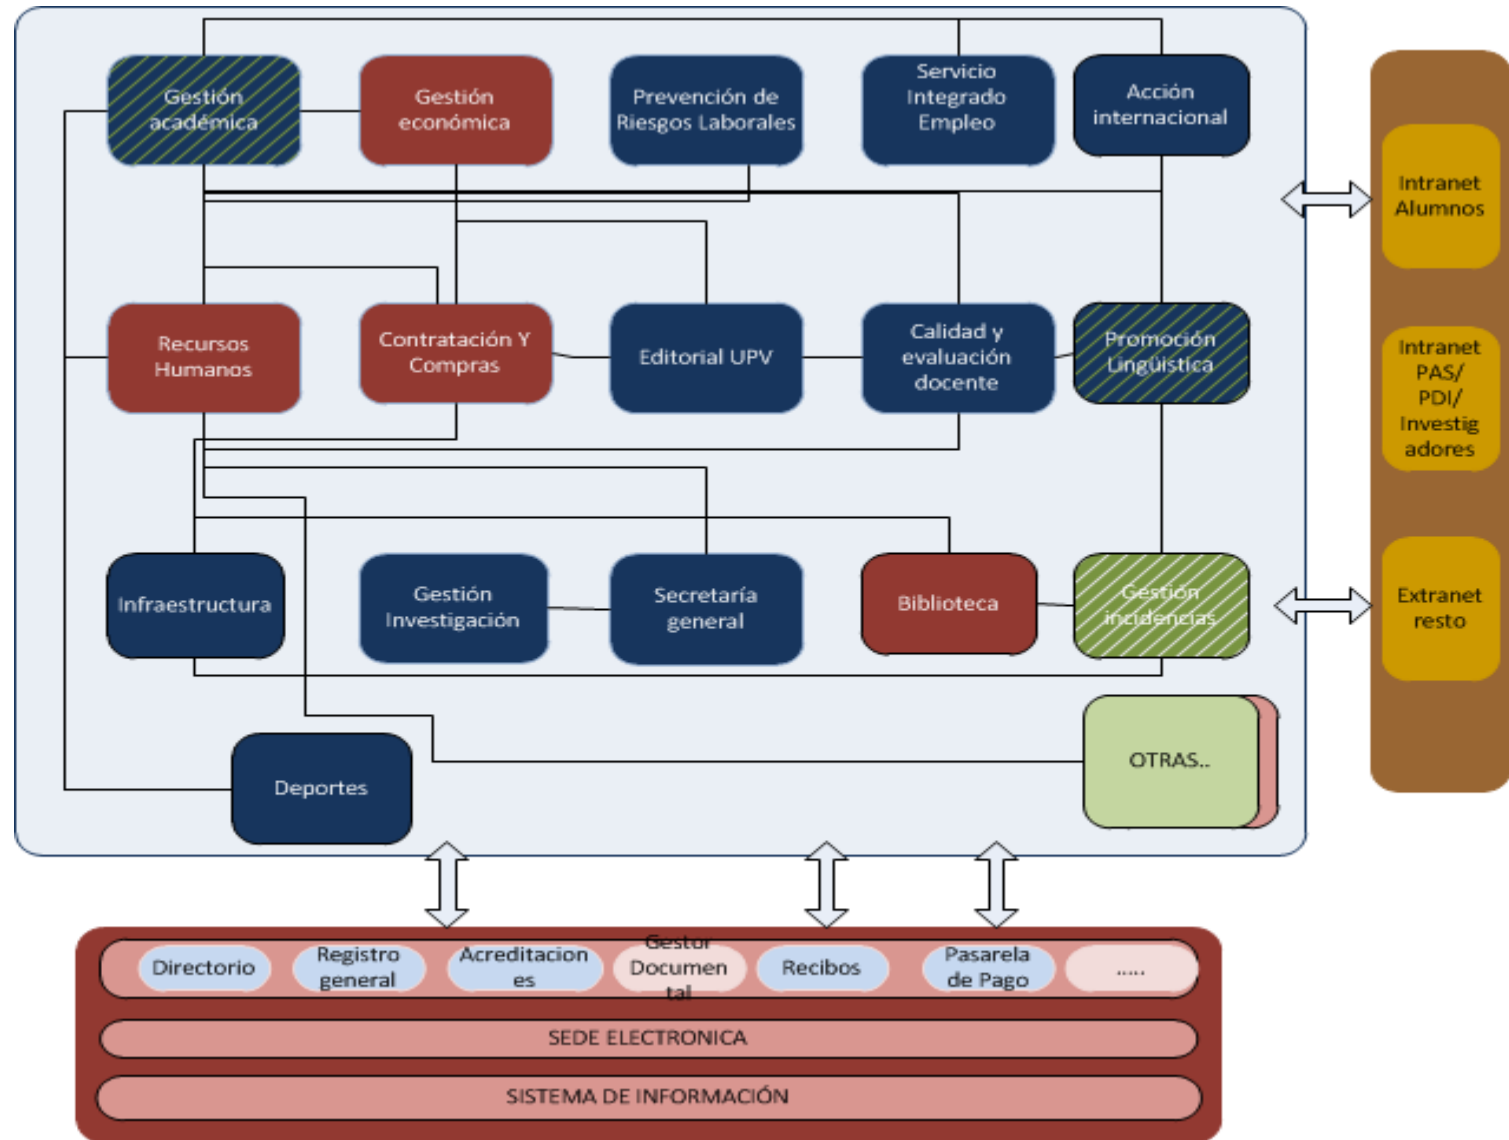 Gestión
académica
Gestión
económica
Prevención de
Riesgos Laborales
Servicio
Integrado
Empleo
Acción
internacional
Intranet
Alumnos
Recursos
Humanos
Contratación Y
Compras
Editorial UPV
Calidad y
evaluación
docente
Promoción
Lingüística
Intranet
PAS/
PDI/
Investig
adores
Infraestructura
Gestión
Investigación
Secretaría
general
Biblioteca
Gestión
incidencias
Extranet
resto
Deportes
OTRAS..
Directorio
Registro
general
Acreditacion
es
Gestor
Documen
tal
Recibos
Pasarela
de Pago
.....
SEDE ELECTRONICA
SISTEMA DE INFORMACIÓN